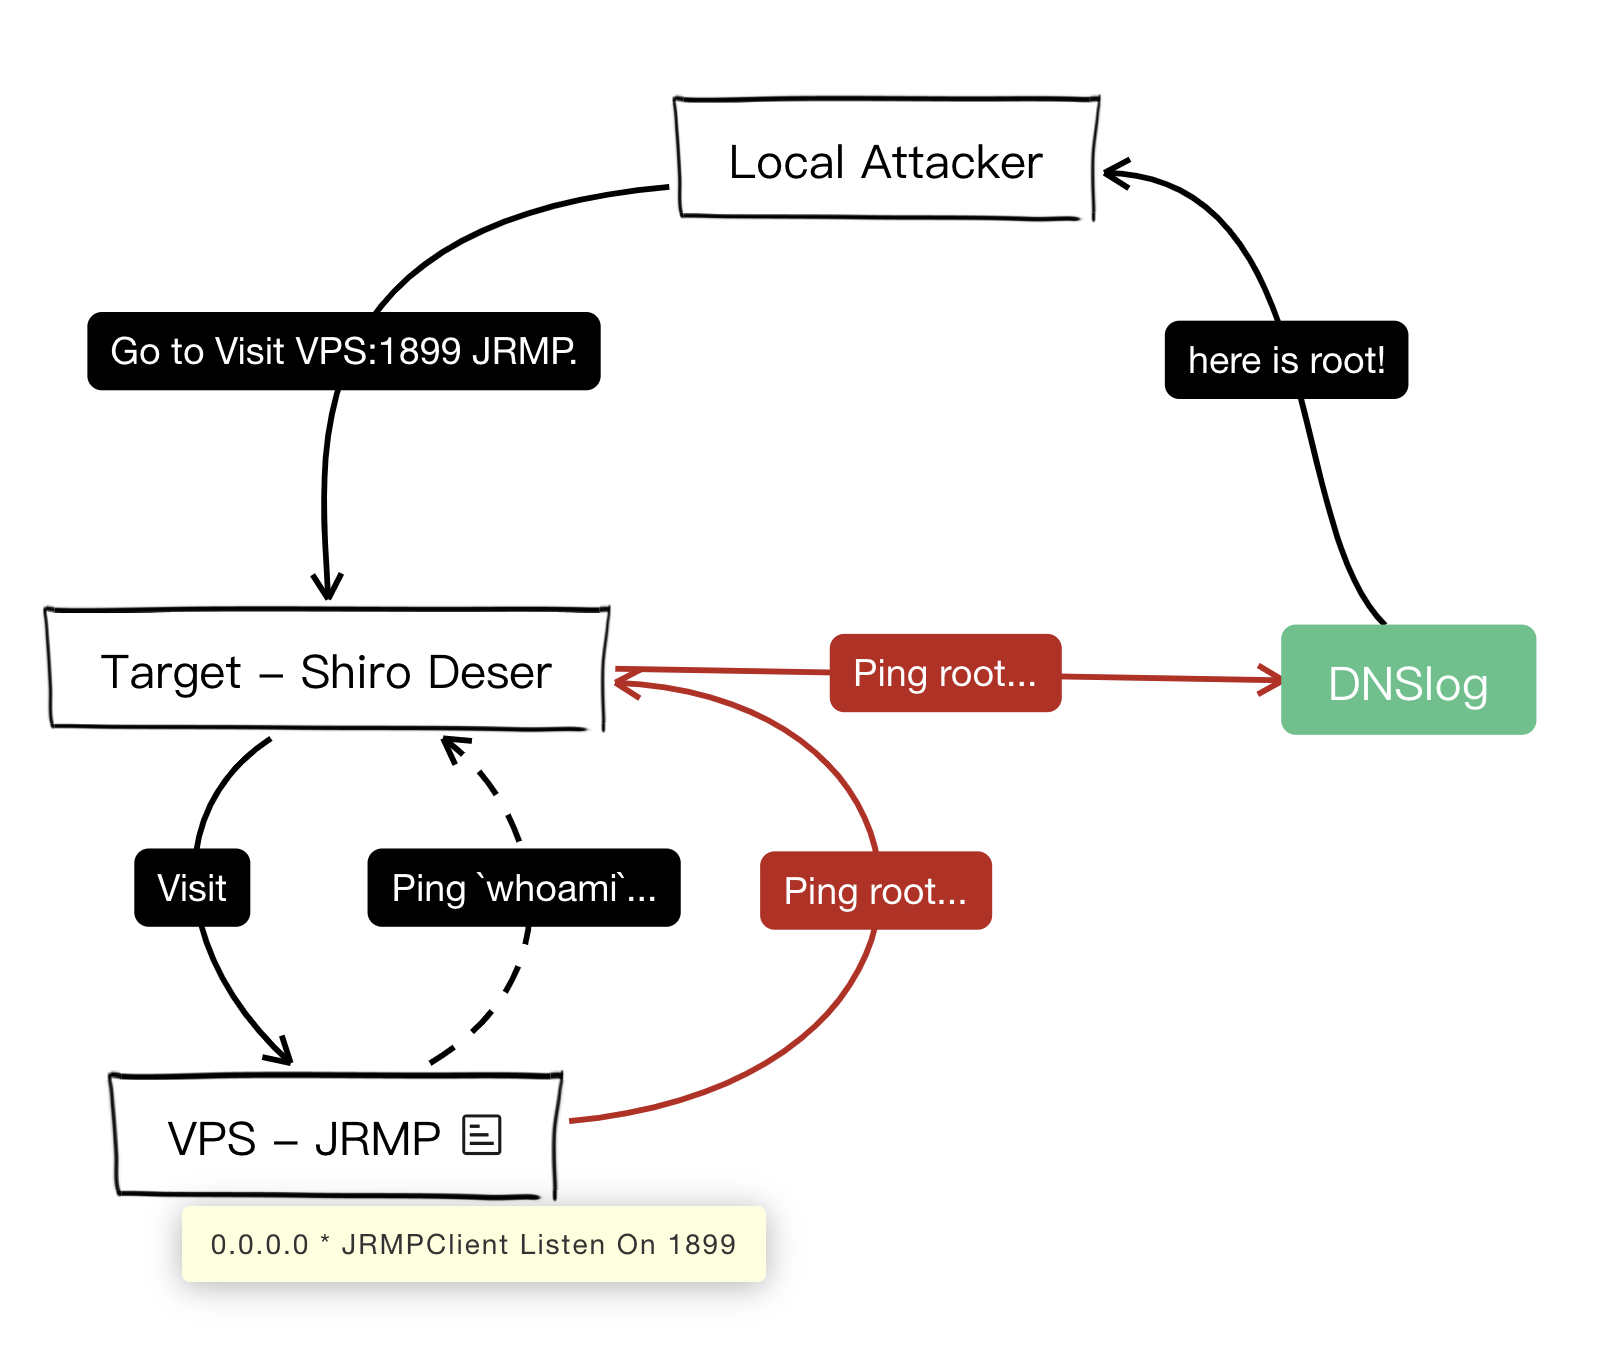 Local Attacker
Go to Visit VPS:1899 JRMP.
here is root!
Target – Shiro Deser
Ping root...
DNSlog
Visit
Ping `whoami`...
Ping root...
VPS – JRMP
0.0.0.0 * JRMPClient Listen On 1899